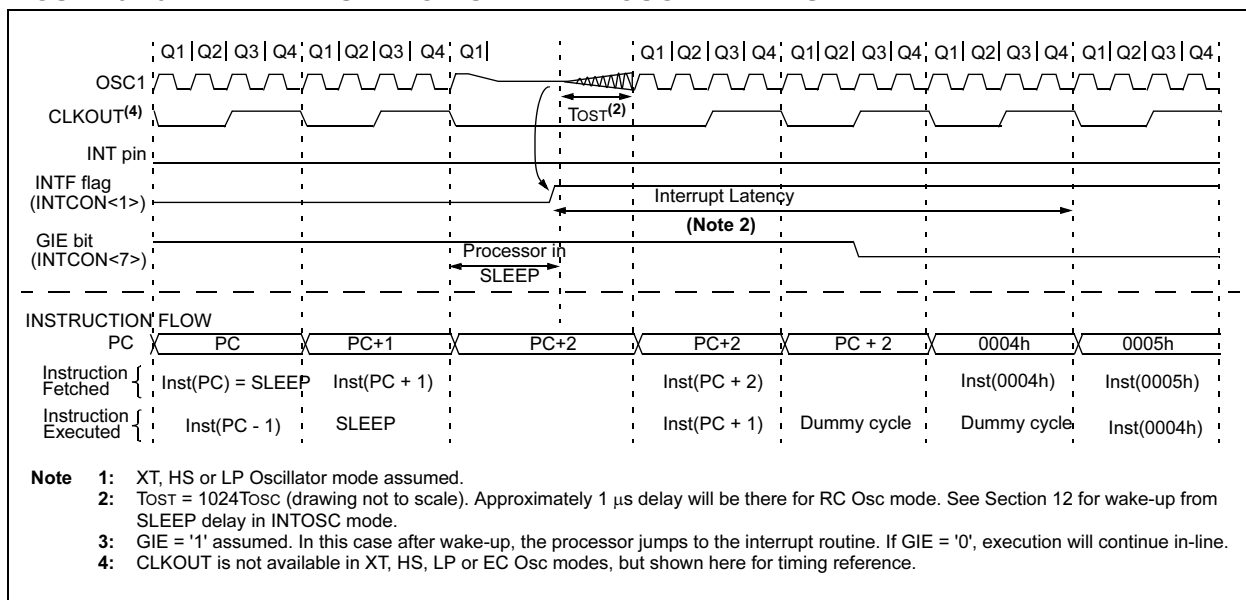 Q1 Q2 Q3 Q4 Q1 Q2 Q3 Q4 Q1 Q1 Q2 Q3 Q4 Q1 Q2 Q3 Q4 Q1 Q2 Q3 Q4 Q1 Q2 Q3 Q4
OSC1
TOST(2)
CLKOUT(4)
INT pin
INTF flag
(INTCON<1>)
Interrupt Latency
(Note 2)
GIE bit
(INTCON<7>)
Processor in
SLEEP
INSTRUCTION FLOW
PC PC PC+1 PC+2 PC+2 PC + 2 0004h 0005h
Instruction
Fetched
Inst(PC) = SLEEP Inst(PC + 1) Inst(PC + 2) Inst(0004h) Inst(0005h)
Instruction
Executed
Inst(PC - 1) SLEEP Inst(PC + 1) Dummy cycle Dummy cycle Inst(0004h)
Note 1: XT, HS or LP Oscillator mode assumed.
2: TOST = 1024TOSC (drawing not to scale). Approximately 1 µs delay will be there for RC Osc mode. See Section 12 for wake-up from
SLEEP delay in INTOSC mode.
3: GIE = '1' assumed. In this case after wake-up, the processor jumps to the interrupt routine. If GIE = '0', execution will continue in-line.
4: CLKOUT is not available in XT, HS, LP or EC Osc modes, but shown here for timing reference.